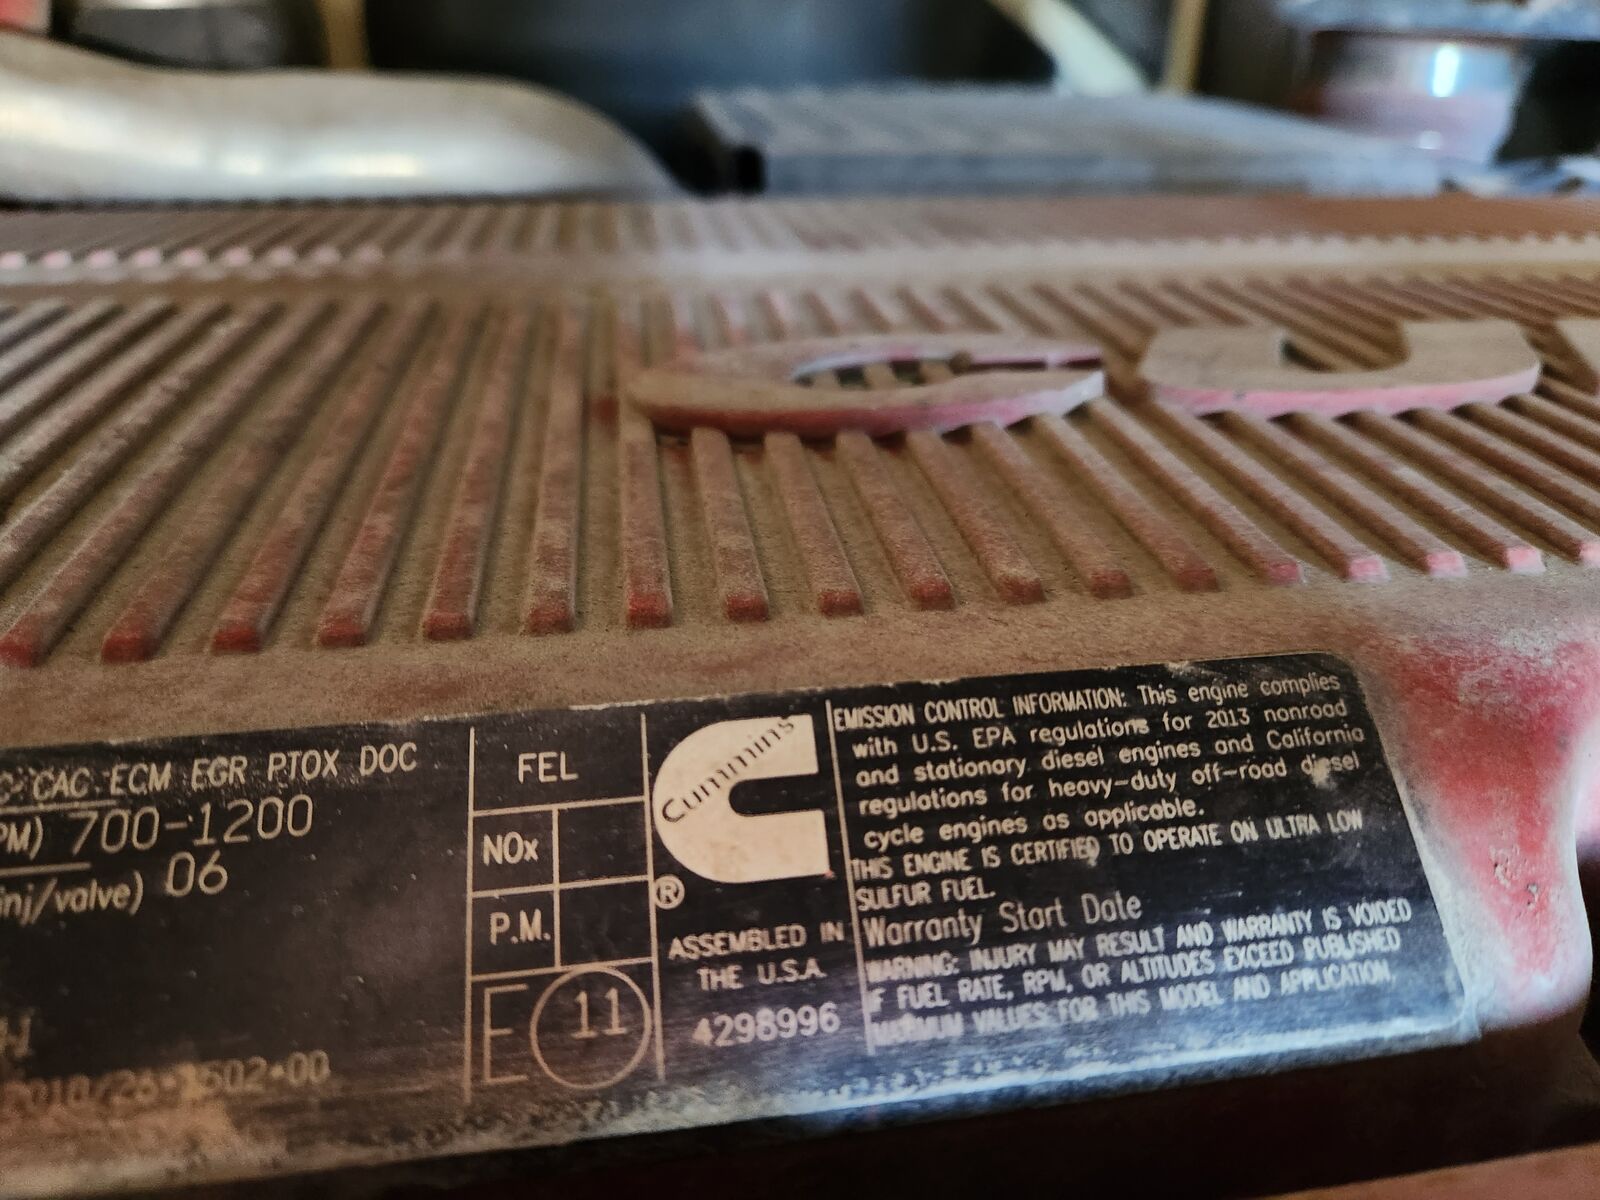 CAC ECM EGR PTOX DOC
PM) 700-1200
inj/valve) 06
FEL
NOx
P.M.
E 11
Cummins
®
ASSEMBLED IN
THE U.S.A.
4298996
EMISSION CONTROL INFORMATION: This engine complies
with U.S. EPA regulations for 2013 nonroad
and stationary diesel engines and California
regulations for heavy-duty off-road diesel
cycle engines as applicable.
THIS ENGINE IS CERTIFIED TO OPERATE ON ULTRA LOW
SULFUR FUEL.
Warranty Start Date
WARNING: INJURY MAY RESULT AND WARRANTY IS VOIDED
IF FUEL RATE, RPM, OR ALTITUDES EXCEED PUBLISHED
MAXIMUM VALUES FOR THIS MODEL AND APPLICATION.